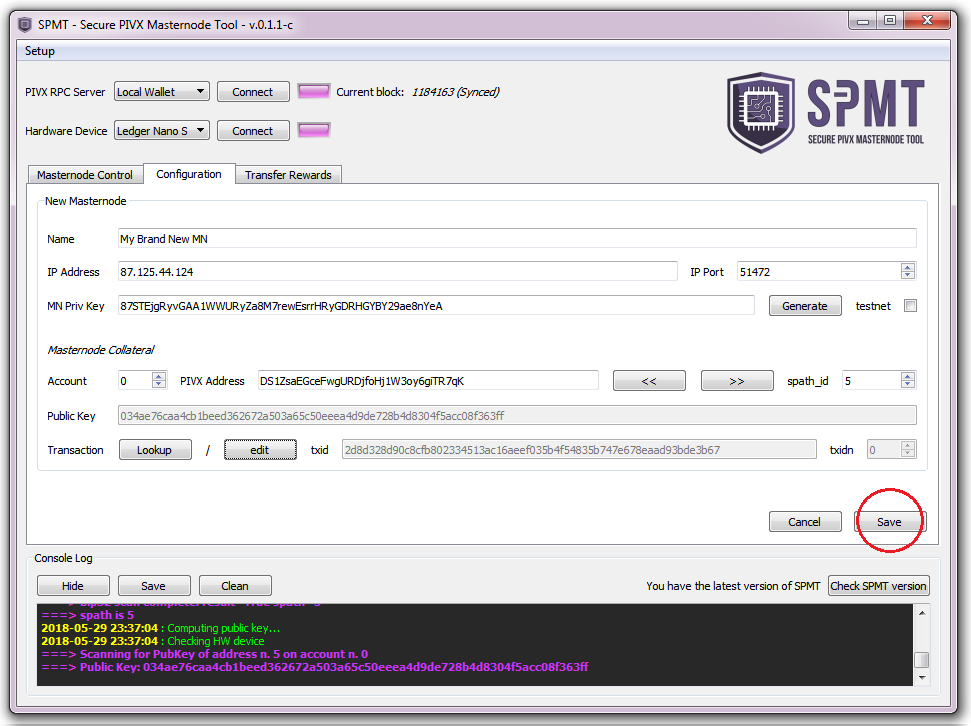 SPMT - Secure PIVX Masternode Tool - v.0.1.1-c
Setup
PIVX RPC Server Local Wallet Connect Current block: 1184163 (Synced)
Hardware Device Ledger Nano S Connect
SPMT
SECURE PIVX MASTERNODE TOOL
Masternode Control Configuration Transfer Rewards
New Masternode
Name My Brand New MN
IP Address 87.125.44.124 IP Port 51472
MN Priv Key 87STEjgRyvGAA1WWURyZa8M7rewEsrrHRyGDRHGYBY29ae8nYeA Generate testnet
Masternode Collateral
Account 0 PIVX Address DS1ZsaEGceFwgURDjfoHj1W3oy6giTR7qK << >> spath_id 5
Public Key 034ae76caa4cb1beed362672a503a65c50eeea4d9de728b4d8304f5acc08f363ff
Transaction Lookup / edit txid 2d8d328d90c8cfb802334513ac16aeef035b4f54835b747e678eaad93bde3b67 txidn 0
Cancel Save
Console Log
Hide Save Clean You have the latest version of SPMT Check SPMT version
===> spath is 5
2018-05-29 23:37:04 : Computing public key...
2018-05-29 23:37:04 : Checking HW device
===> Scanning for PubKey of address n. 5 on account n. 0
===> Public Key: 034ae76caa4cb1beed362672a503a65c50eeea4d9de728b4d8304f5acc08f363ff